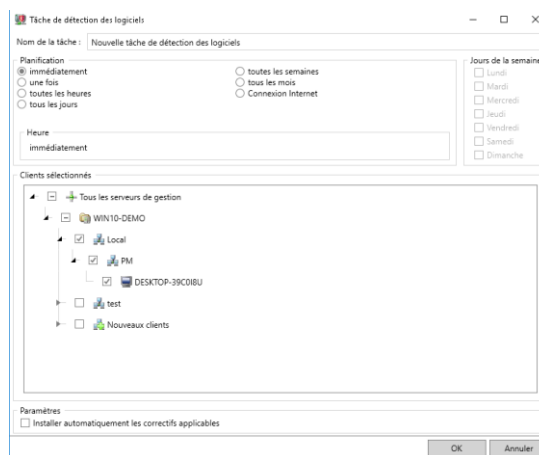 Tâche de détection des logiciels
Nom de la tâche : Nouvelle tâche de détection des logiciels
Planification
immédiatement
une fois
toutes les heures
tous les jours
toutes les semaines
tous les mois
Connexion Internet
Heure
immédiatement
Jours de la semaine
Lundi
Mardi
Mercredi
Jeudi
Vendredi
Samedi
Dimanche
Clients sélectionnés
Tous les serveurs de gestion
WIN10-DEMO
Local
PM
DESKTOP-39C0I8U
test
Nouveaux clients
Paramètres
Installer automatiquement les correctifs applicables
OK Annuler